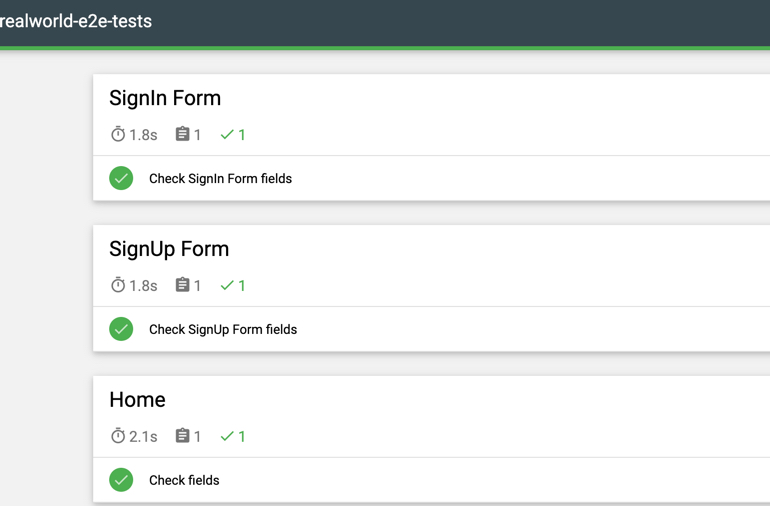 realworld-e2e-tests
SignIn Form
1.8s 1 1
Check SignIn Form fields
SignUp Form
1.8s 1 1
Check SignUp Form fields
Home
2.1s 1 1
Check fields